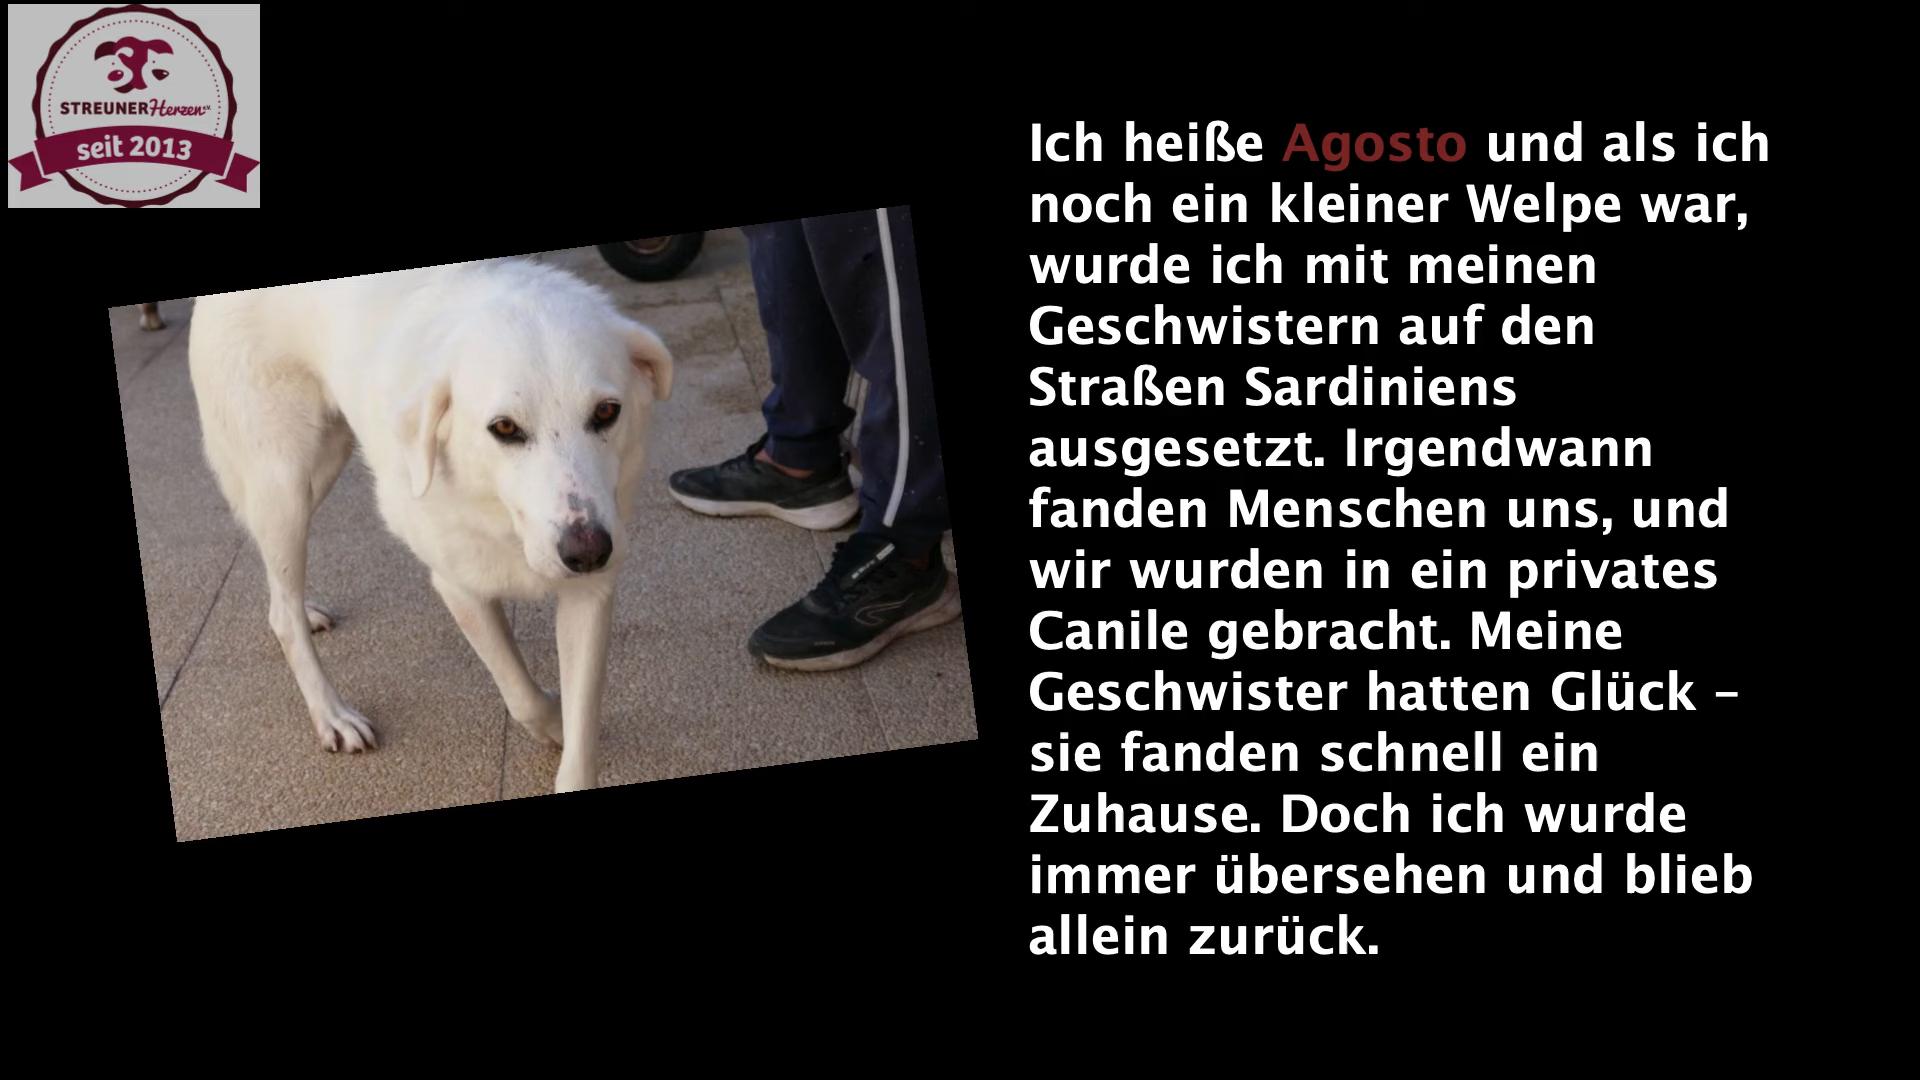 STREUNERHerzen e.V.
seit 2013
Ich heiße Agosto und als ich
noch ein kleiner Welpe war,
wurde ich mit meinen
Geschwistern auf den
Straßen Sardiniens
ausgesetzt. Irgendwann
fanden Menschen uns, und
wir wurden in ein privates
Canile gebracht. Meine
Geschwister hatten Glück –
sie fanden schnell ein
Zuhause. Doch ich wurde
immer übersehen und blieb
allein zurück.